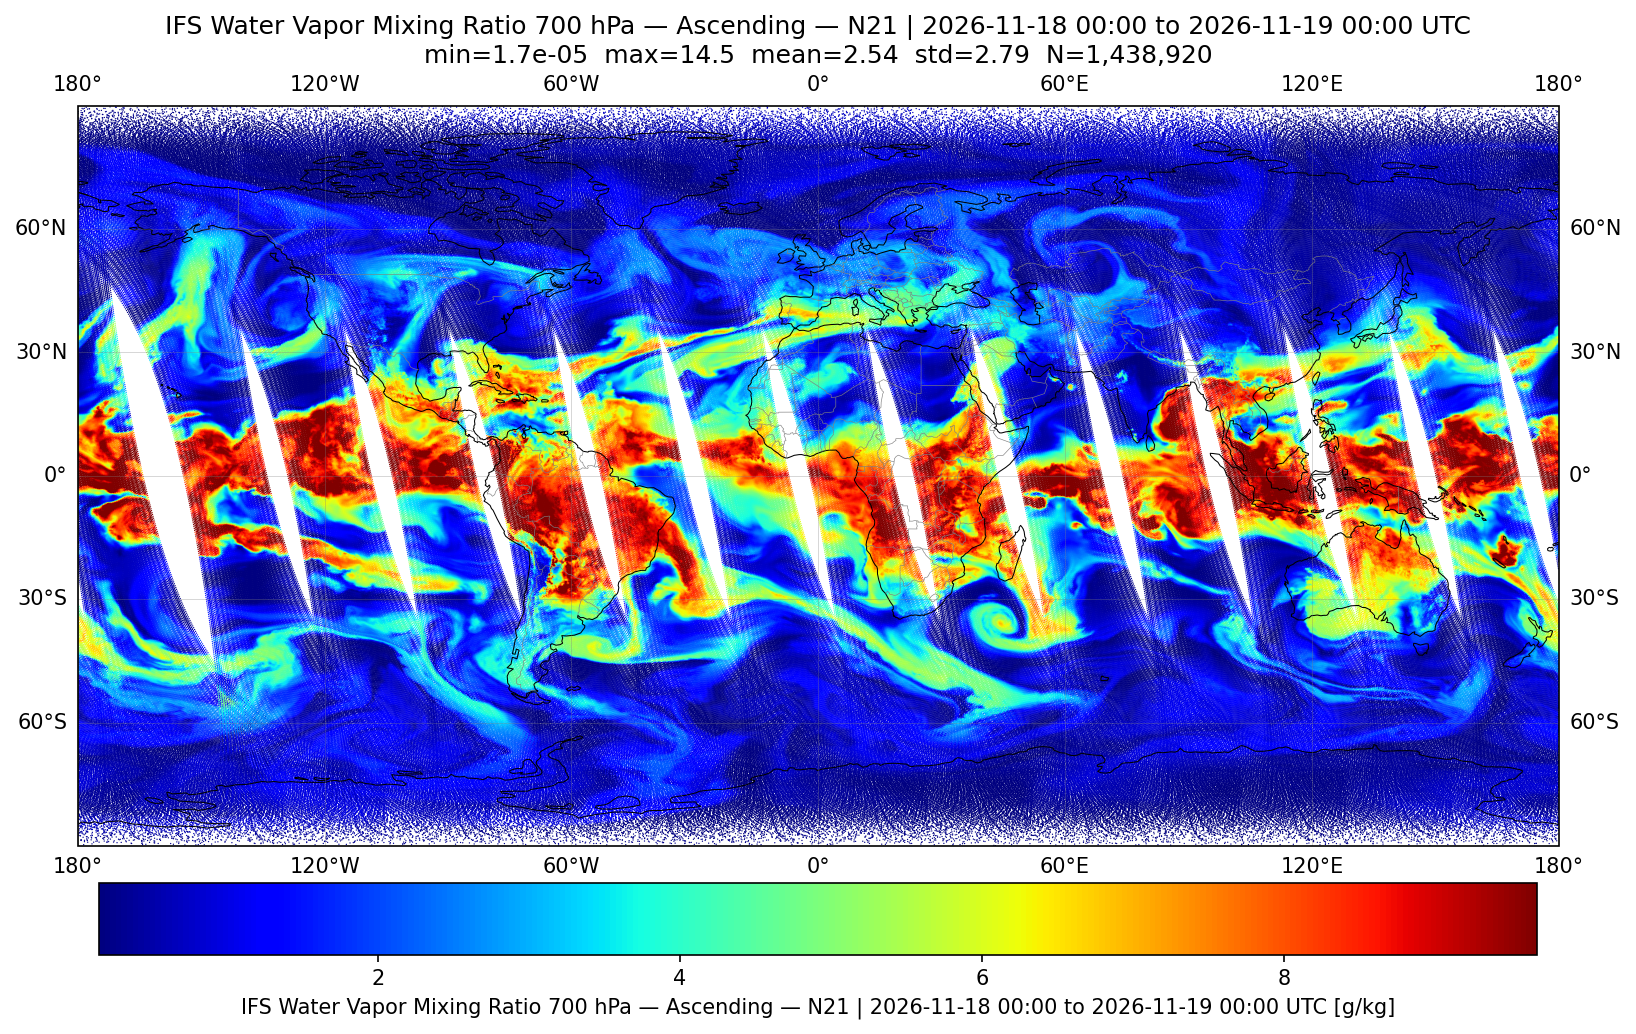 IFS Water Vapor Mixing Ratio 700 hPa — Ascending — N21 | 2026-11-18 00:00 to 2026-11-19 00:00 UTC
min=1.7e-05  max=14.5  mean=2.54  std=2.79  N=1,438,920
180° 120°W 60°W 0° 60°E 120°E 180°
60°N 60°N
30°N 30°N
0° 0°
30°S 30°S
60°S 60°S
180° 120°W 60°W 0° 60°E 120°E 180°
2 4 6 8
IFS Water Vapor Mixing Ratio 700 hPa — Ascending — N21 | 2026-11-18 00:00 to 2026-11-19 00:00 UTC [g/kg]